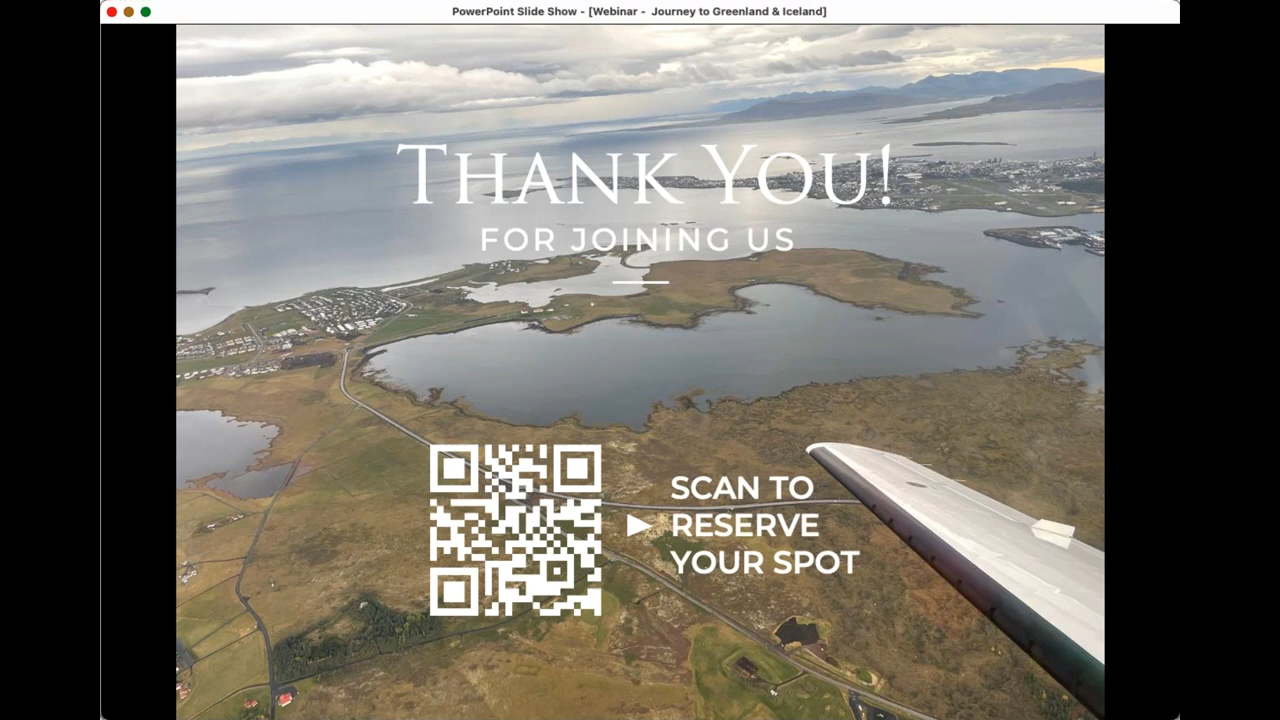 PowerPoint Slide Show - [Webinar -  Journey to Greenland & Iceland]
THANK YOU!
FOR JOINING US
SCAN TO
RESERVE
YOUR SPOT